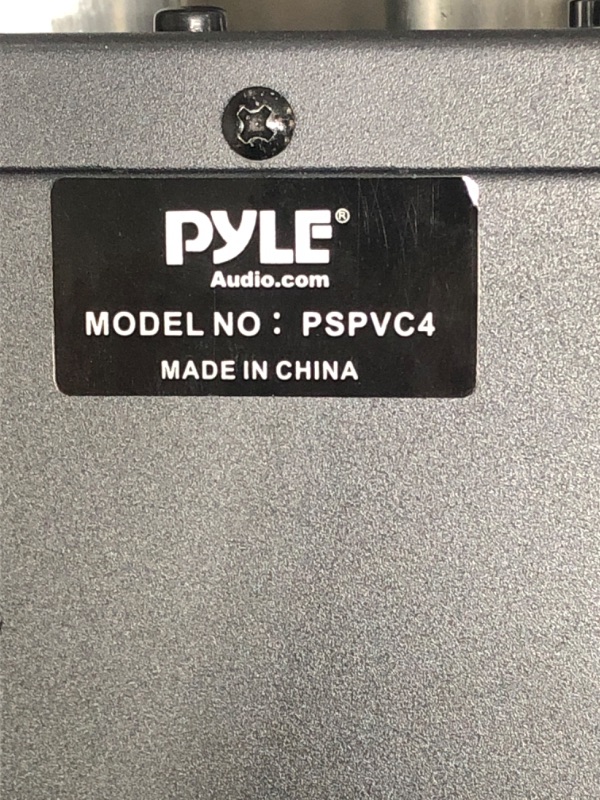 PYLE®
Audio.com
MODEL NO : PSPVC4
MADE IN CHINA